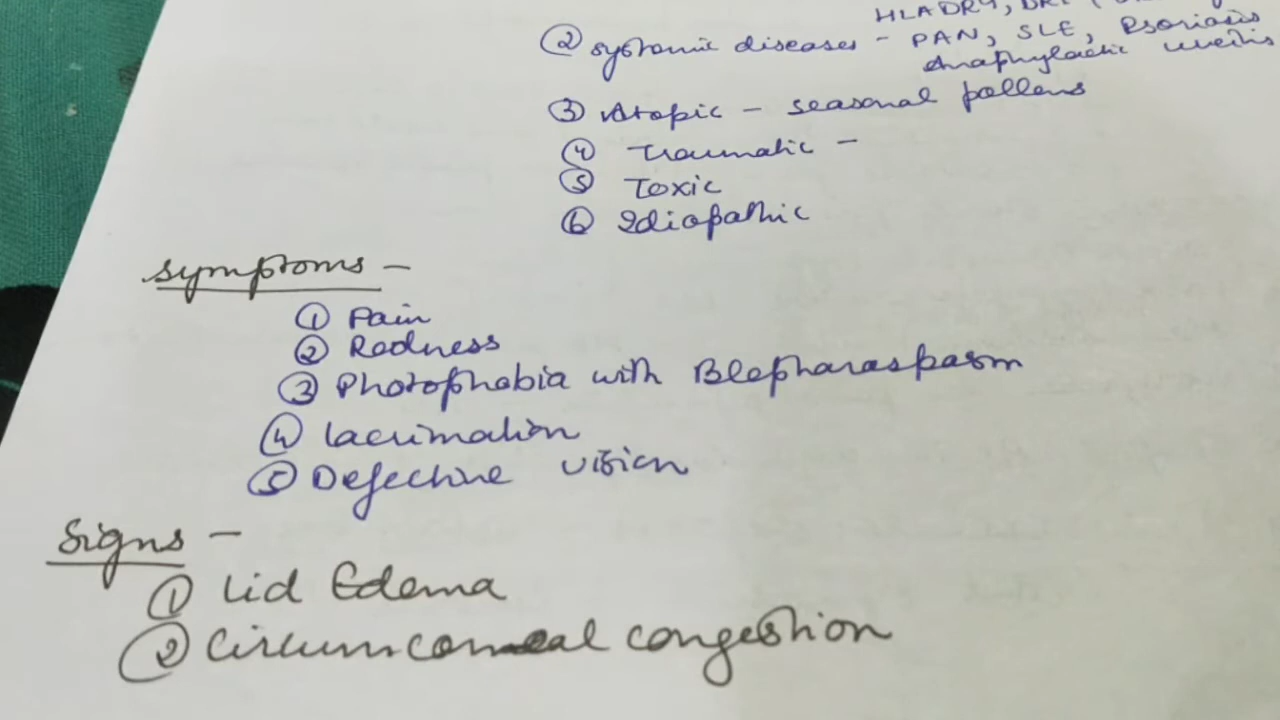 HLADR4,
② systemic diseases - PAN, SLE, Psoriasis
Anaphylactic uveitis
③ Atopic - seasonal pollens
④ Traumatic -
⑤ Toxic
⑥ Idiopathic
Symptoms -
① Pain
② Redness
③ Photophobia with Blepharaspasm
④ lacrimation
⑤ Defective vision
Signs -
① Lid Edema
② Circumcorneal congestion